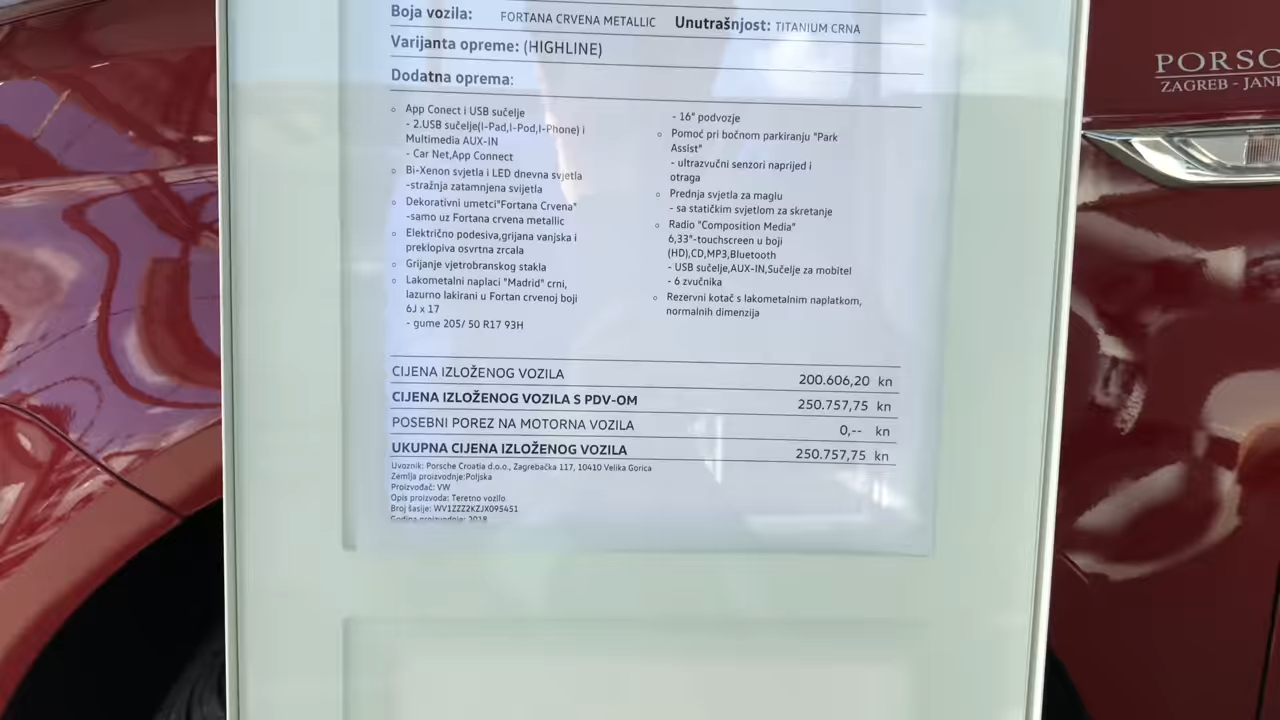 Boja vozila: FORTANA CRVENA METALLIC Unutrašnjost: TITANIUM CRNA
Varijanta opreme: (HIGHLINE)
Dodatna oprema:
App Conect i USB sučelje
- 2.USB sučelje(I-Pad,I-Pod,I-Phone) i
Multimedia AUX-IN
- Car Net,App Connect
Bi-Xenon svjetla i LED dnevna svjetla
-stražnja zatamnjena svijetla
Dekorativni umetci"Fortana Crvena"
-samo uz Fortana crvena metallic
Električno podesiva,grijana vanjska i
preklopiva osvrtna zrcala
Grijanje vjetrobranskog stakla
Lakometalni naplaci "Madrid" crni,
lazurno lakirani u Fortan crvenoj boji
6J x 17
- gume 205/ 50 R17 93H
- 16" podvozje
Pomoć pri bočnom parkiranju "Park
Assist"
- ultrazvučni senzori naprijed i
otraga
Prednja svjetla za maglu
- sa statičkim svjetlom za skretanje
Radio "Composition Media"
6,33"-touchscreen u boji
(HD),CD,MP3,Bluetooth
- USB sučelje,AUX-IN,Sučelje za mobitel
- 6 zvučnika
Rezervni kotač s lakometalnim naplatkom,
normalnih dimenzija
CIJENA IZLOŽENOG VOZILA 200.606,20 kn
CIJENA IZLOŽENOG VOZILA S PDV-OM 250.757,75 kn
POSEBNI POREZ NA MOTORNA VOZILA 0,-- kn
UKUPNA CIJENA IZLOŽENOG VOZILA 250.757,75 kn
Uvoznik: Porsche Croatia d.o.o., Zagrebačka 117, 10410 Velika Gorica
Zemlja proizvodnje:Poljska
Proizvođač: VW
Opis proizvoda: Teretno vozilo
Broj šasije: WV1ZZZ2KZJX095451
Godina proizvodnje: 2018
PORSC
ZAGREB - JAN